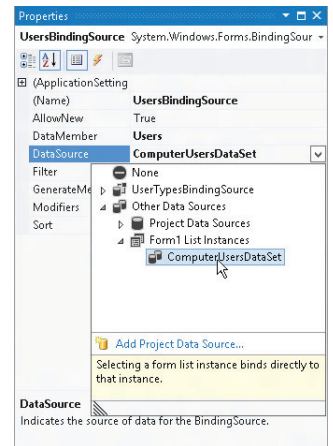 Properties
UsersBindingSource System.Windows.Forms.BindingSour
(ApplicationSetting
(Name) UsersBindingSource
AllowNew True
DataMember Users
DataSource ComputerUsersDataSet
Filter
None
GenerateMe
UserTypesBindingSource
Modifiers
Other Data Sources
Sort
Project Data Sources
Form1 List Instances
ComputerUsersDataSet
Add Project Data Source...
Selecting a form list instance binds directly to
that instance.
DataSource
Indicates the source of data for the BindingSource.